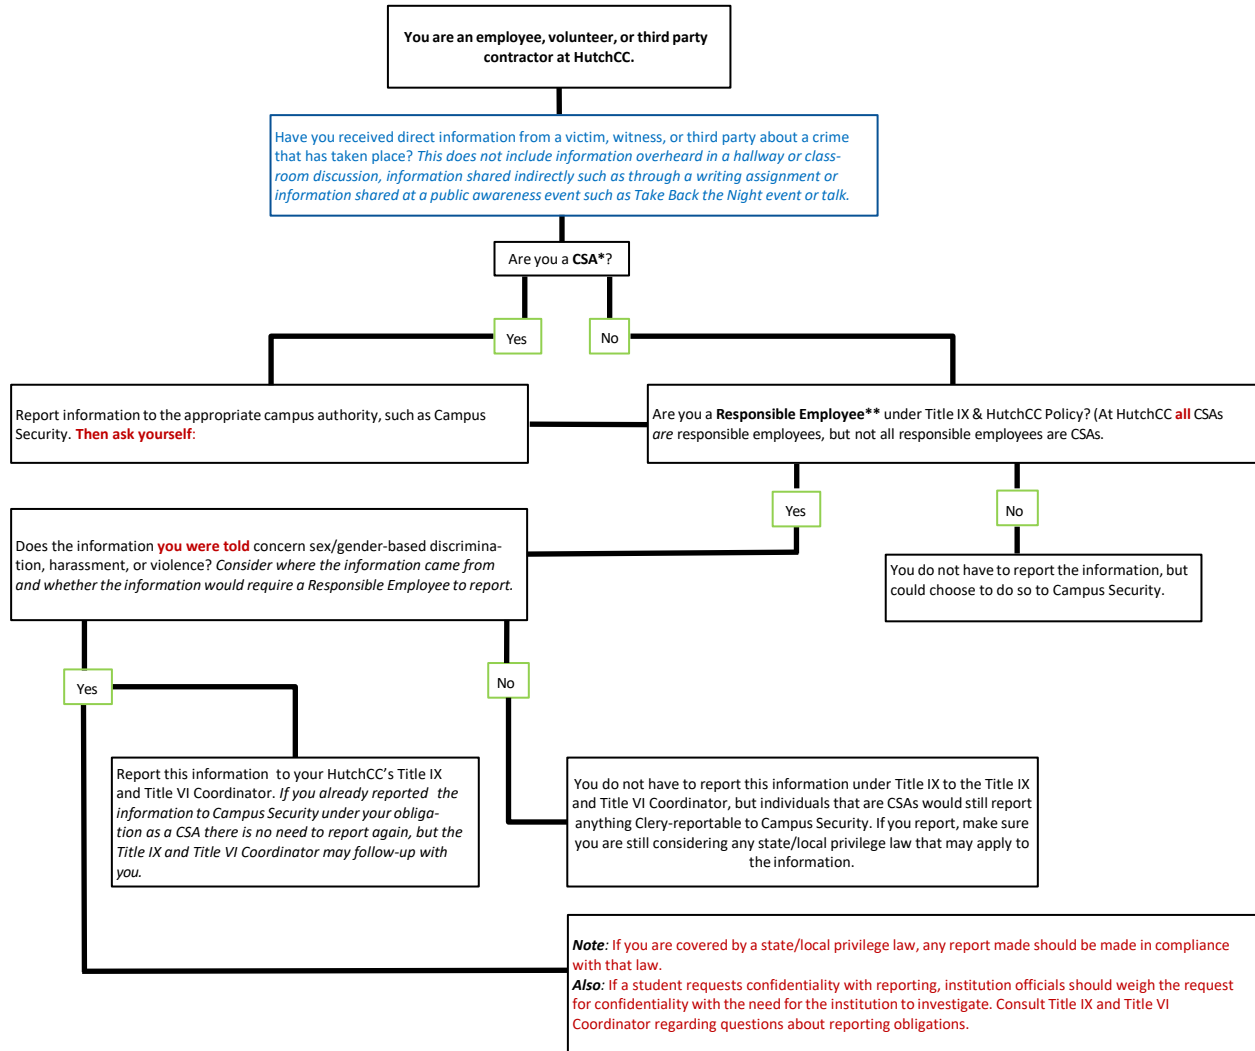 You are an employee, volunteer, or third party
contractor at HutchCC.
Have you received direct information from a victim, witness, or third party about a crime
that has taken place? This does not include information overheard in a hallway or class-
room discussion, information shared indirectly such as through a writing assignment or
information shared at a public awareness event such as Take Back the Night event or talk.
Are you a CSA*?
Yes
No
Report information to the appropriate campus authority, such as Campus
Security. Then ask yourself:
Are you a Responsible Employee** under Title IX & HutchCC Policy? (At HutchCC all CSAs
are responsible employees, but not all responsible employees are CSAs.
Yes
No
Does the information you were told concern sex/gender-based discrimina-
tion, harassment, or violence? Consider where the information came from
and whether the information would require a Responsible Employee to report.
You do not have to report the information, but
could choose to do so to Campus Security.
Yes
No
Report this information to your HutchCC's Title IX
and Title VI Coordinator. If you already reported the
information to Campus Security under your obliga-
tion as a CSA there is no need to report again, but the
Title IX and Title VI Coordinator may follow-up with
you.
You do not have to report this information under Title IX to the Title IX
and Title VI Coordinator, but individuals that are CSAs would still report
anything Clery-reportable to Campus Security. If you report, make sure
you are still considering any state/local privilege law that may apply to
the information.
Note: If you are covered by a state/local privilege law, any report made should be made in compliance
with that law.
Also: If a student requests confidentiality with reporting, institution officials should weigh the request
for confidentiality with the need for the institution to investigate. Consult Title IX and Title VI
Coordinator regarding questions about reporting obligations.